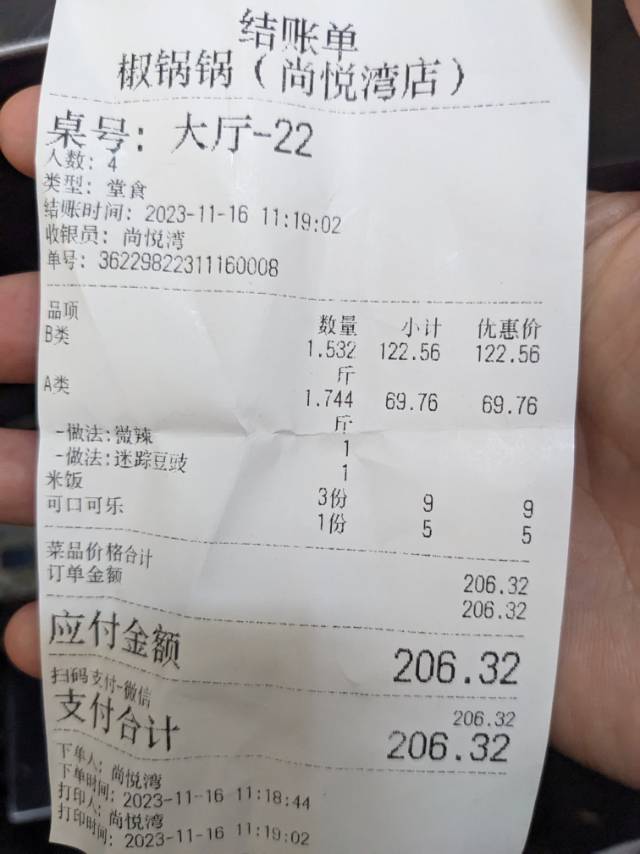 结账单
椒锅锅（尚悦湾店）
桌号：大厅-22
人数：4
类型：堂食
结账时间：2023-11-16 11:19:02
收银员：尚悦湾
单号：36229822311160008
品项 数量 小计 优惠价
B类 1.532 122.56 122.56
斤
A类 1.744 69.76 69.76
斤
-做法:微辣 1
-做法:迷踪豆豉 1
米饭 3份 9 9
可口可乐 1份 5 5
菜品价格合计 206.32
订单金额 206.32
应付金额 206.32
扫码支付-微信 206.32
支付合计 206.32
下单人：尚悦湾
下单时间：2023-11-16 11:18:44
打印人：尚悦湾
打印时间：2023-11-16 11:19:02